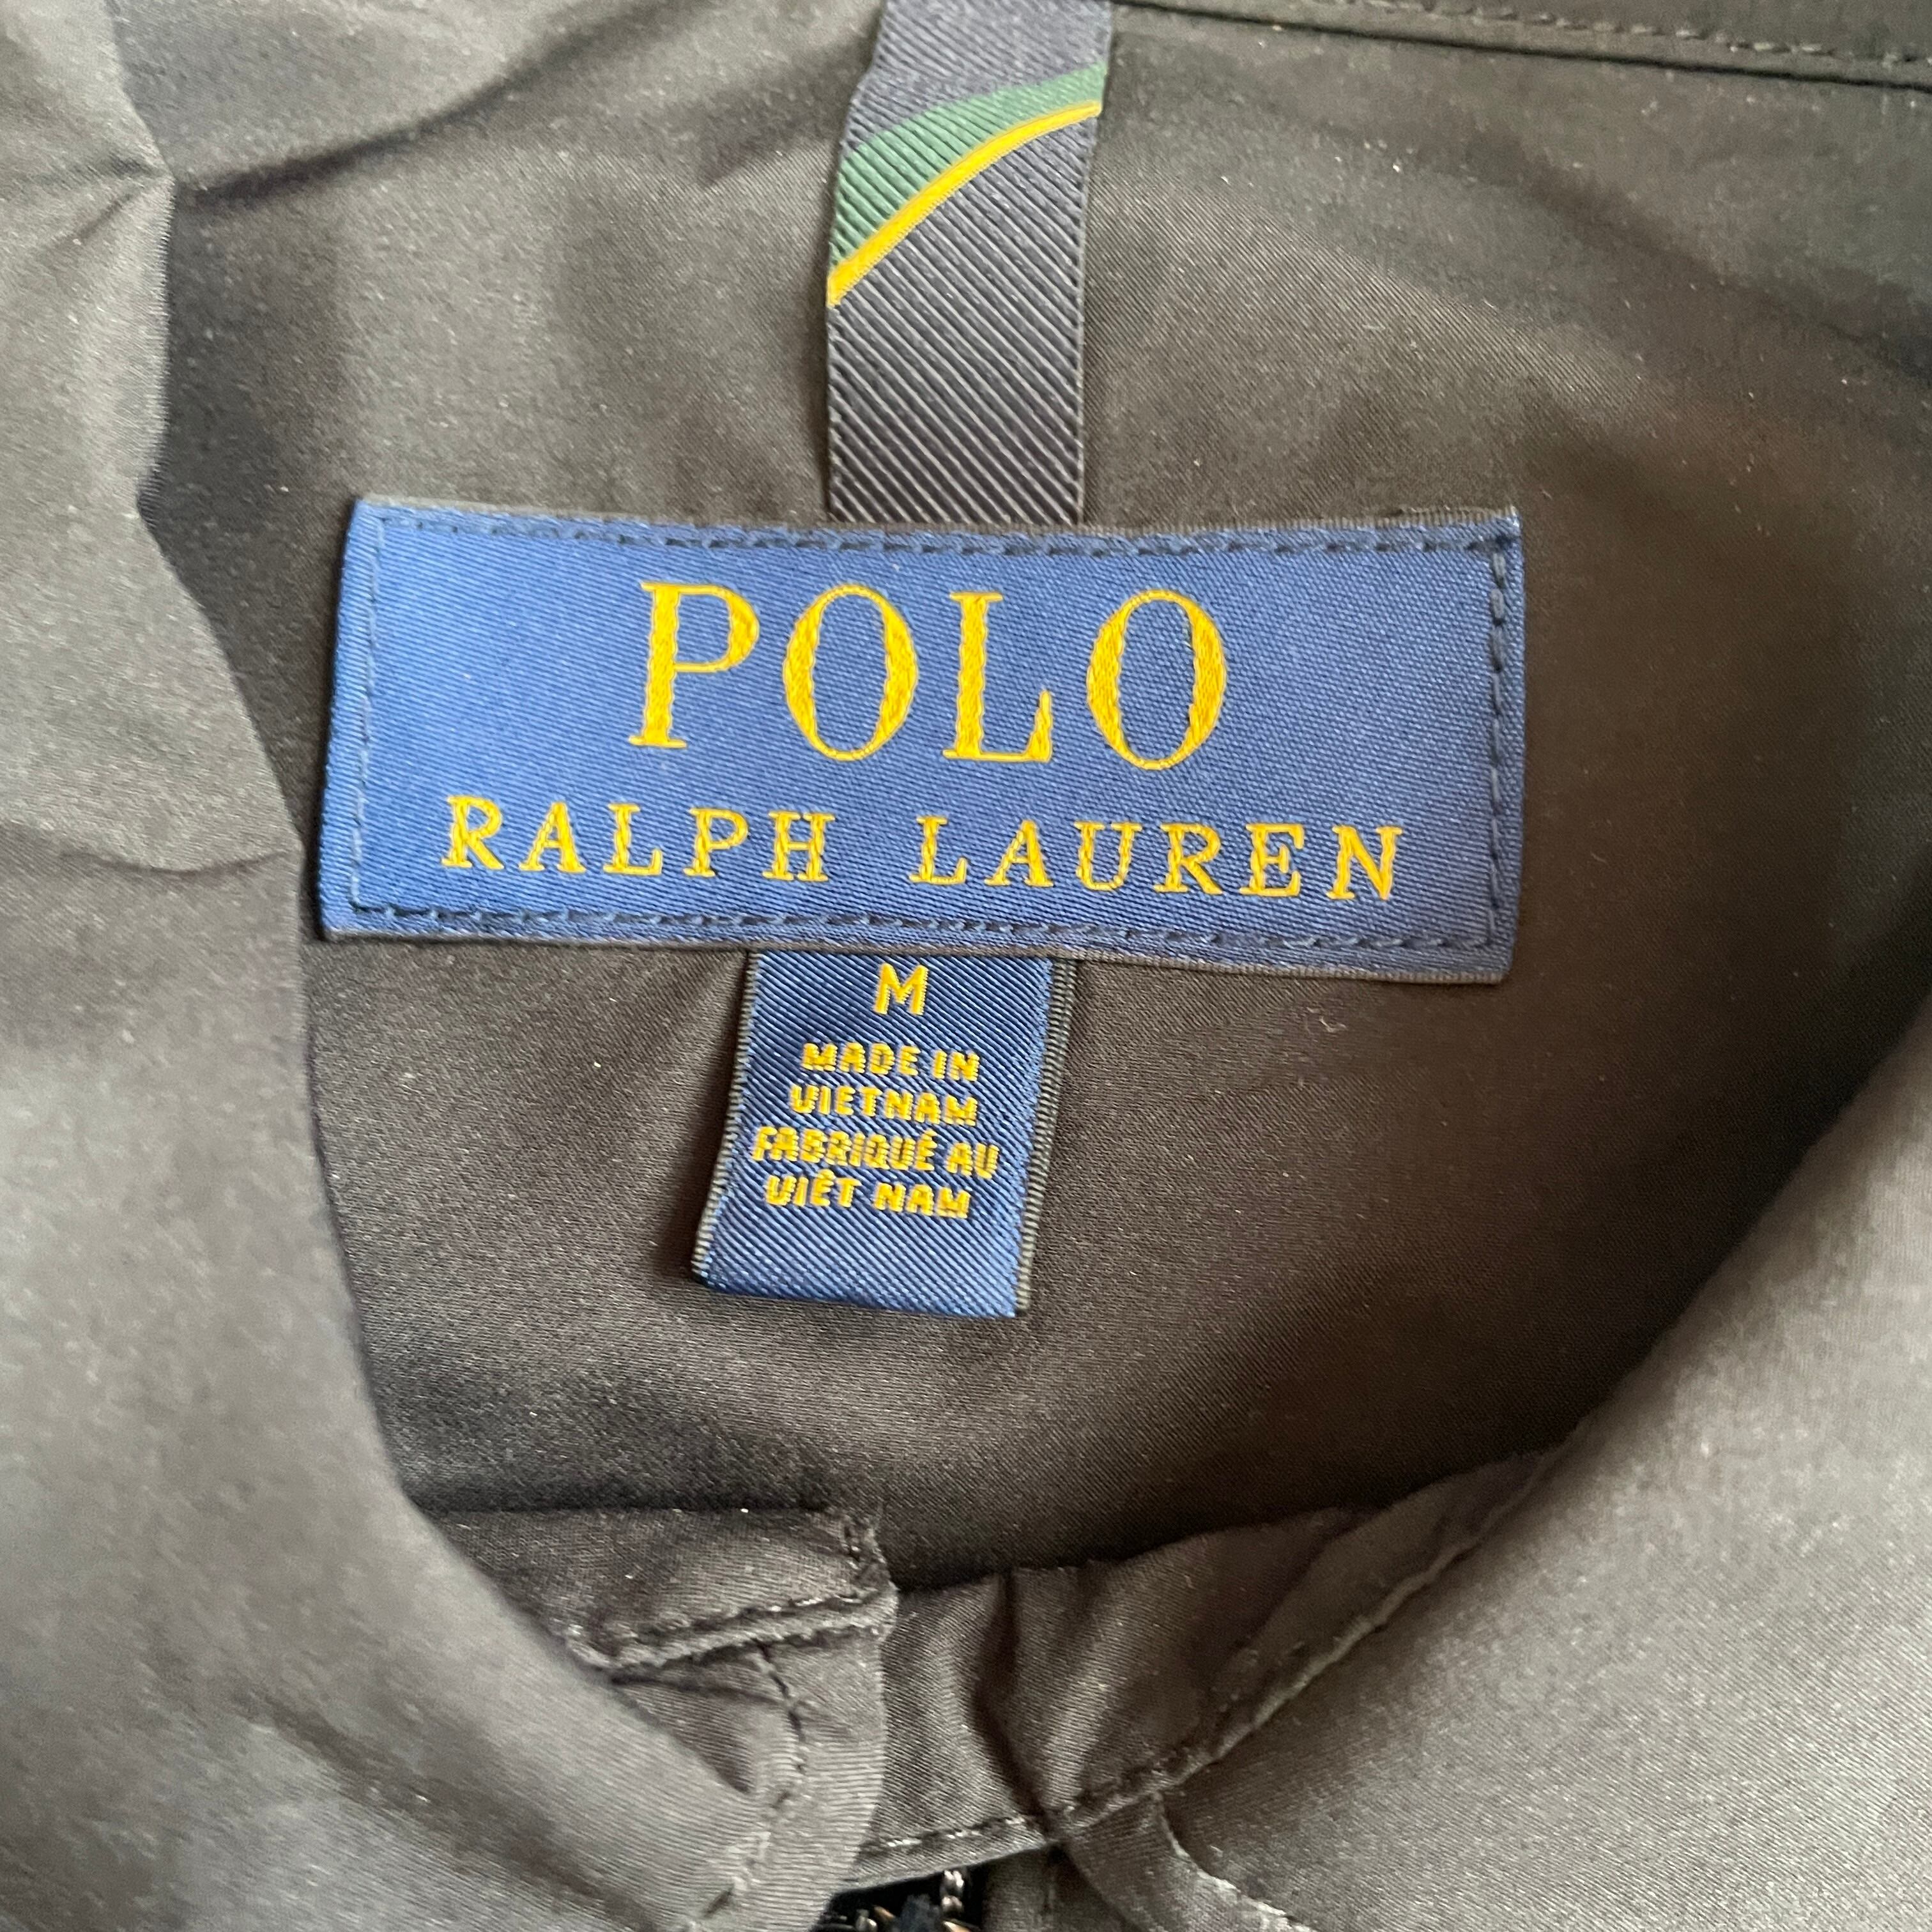 POLO
RALPH LAUREN
M
MADE IN
VIETNAM
FABRIQUÉ AU
VIÊT NAM